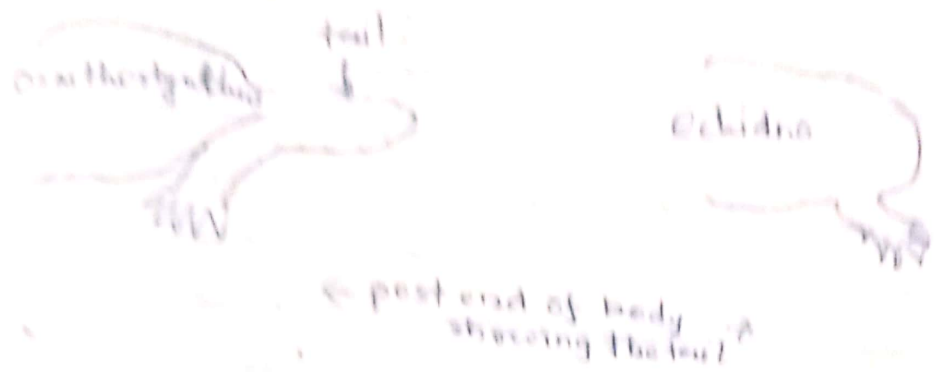 tail
echidna
← post end of body
showing the tail ↗